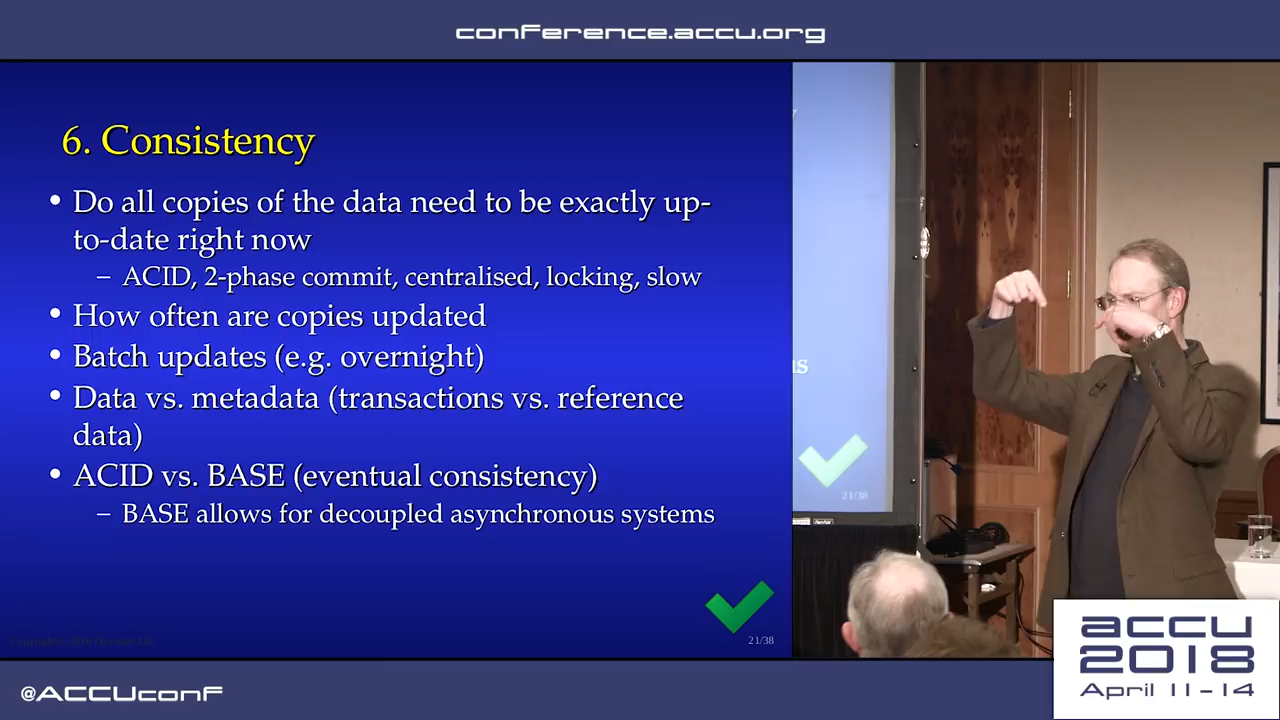 conference.accu.org
6. Consistency
• Do all copies of the data need to be exactly up-
to-date right now
– ACID, 2-phase commit, centralised, locking, slow
• How often are copies updated
• Batch updates (e.g. overnight)
• Data vs. metadata (transactions vs. reference
data)
• ACID vs. BASE (eventual consistency)
– BASE allows for decoupled asynchronous systems
21/38
21/38
@ACCUconf
accu
2018
April 11-14